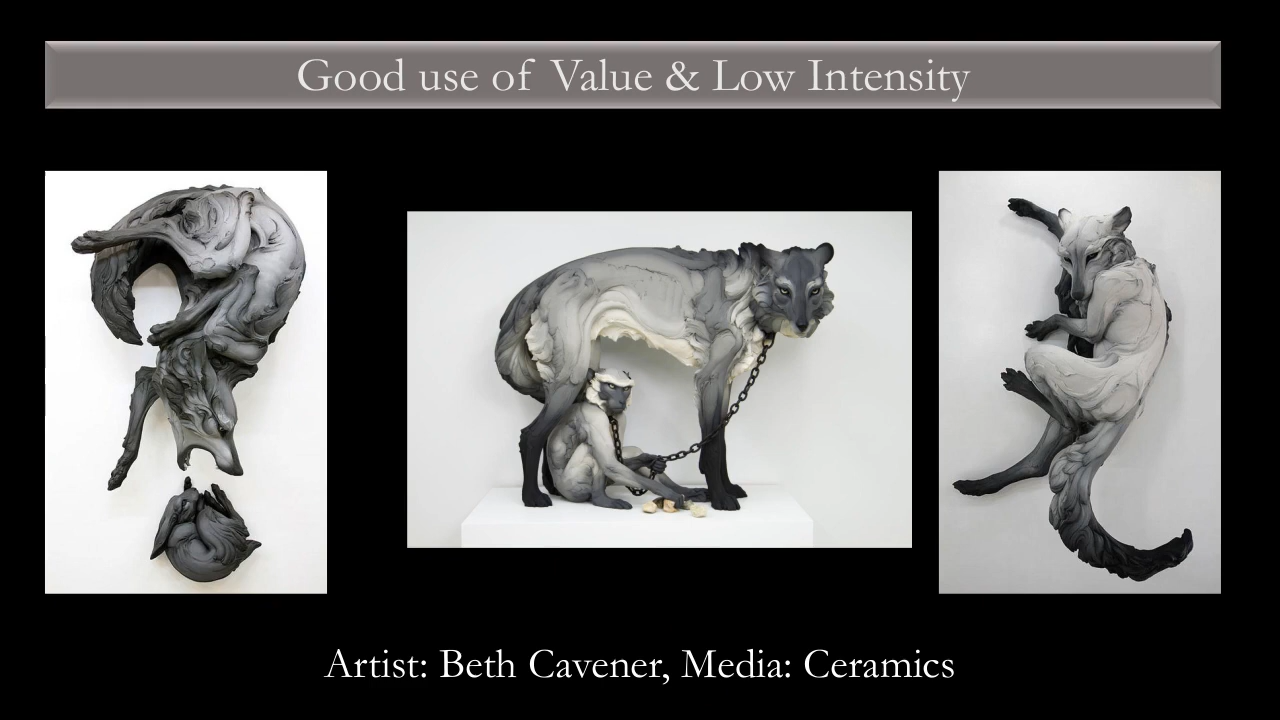 Good use of Value & Low Intensity
Artist: Beth Cavener, Media: Ceramics